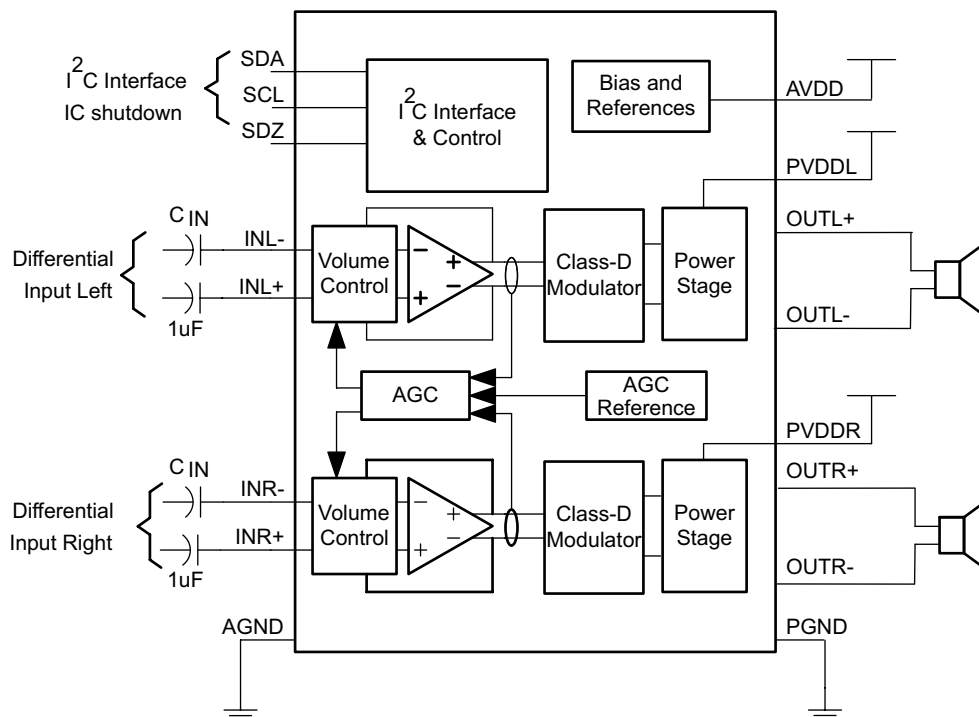 I2C Interface
IC shutdown
SDA
SCL
SDZ
I2C Interface
& Control
Bias and
References
AVDD
PVDDL
Differential
Input Left
CIN
1uF
INL-
INL+
Volume
Control
−
+
+
−
Class-D
Modulator
Power
Stage
OUTL+
OUTL-
AGC
AGC
Reference
PVDDR
Differential
Input Right
CIN
1uF
INR-
INR+
Volume
Control
−
+
+
−
Class-D
Modulator
Power
Stage
OUTR+
OUTR-
AGND
PGND